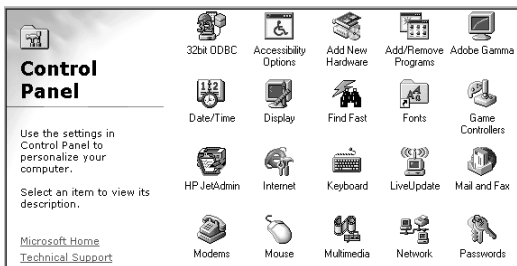 Control
Panel
Use the settings in
Control Panel to
personalize your
computer.
Select an item to view its
description.
Microsoft Home
Technical Support
32bit ODBC
Accessibility
Options
Add New
Hardware
Add/Remove
Programs
Adobe Gamma
Date/Time
Display
Find Fast
Fonts
Game
Controllers
HP JetAdmin
Internet
Keyboard
LiveUpdate
Mail and Fax
Modems
Mouse
Multimedia
Network
Passwords